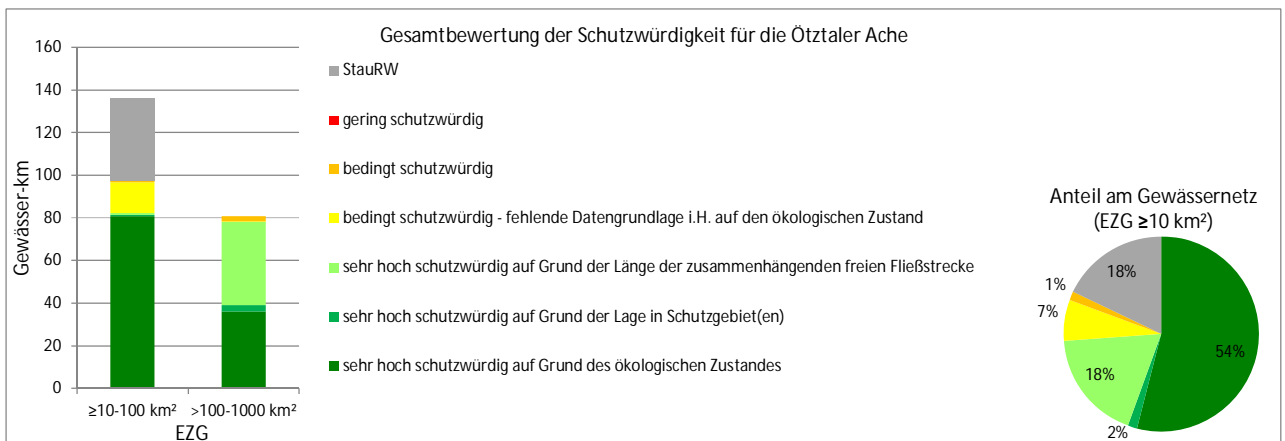 Gesamtbewertung der Schutzwürdigkeit für die Ötztaler Ache
160
140
120
100
80
60
40
20
0
Gewässer-km
≥10-100 km²
>100-1000 km²
EZG
StauRW
gering schutzwürdig
bedingt schutzwürdig
bedingt schutzwürdig - fehlende Datengrundlage i.H. auf den ökologischen Zustand
sehr hoch schutzwürdig auf Grund der Länge der zusammenhängenden freien Fließstrecke
sehr hoch schutzwürdig auf Grund der Lage in Schutzgebiet(en)
sehr hoch schutzwürdig auf Grund des ökologischen Zustandes
Anteil am Gewässernetz
(EZG ≥10 km²)
18%
1%
7%
54%
18%
2%